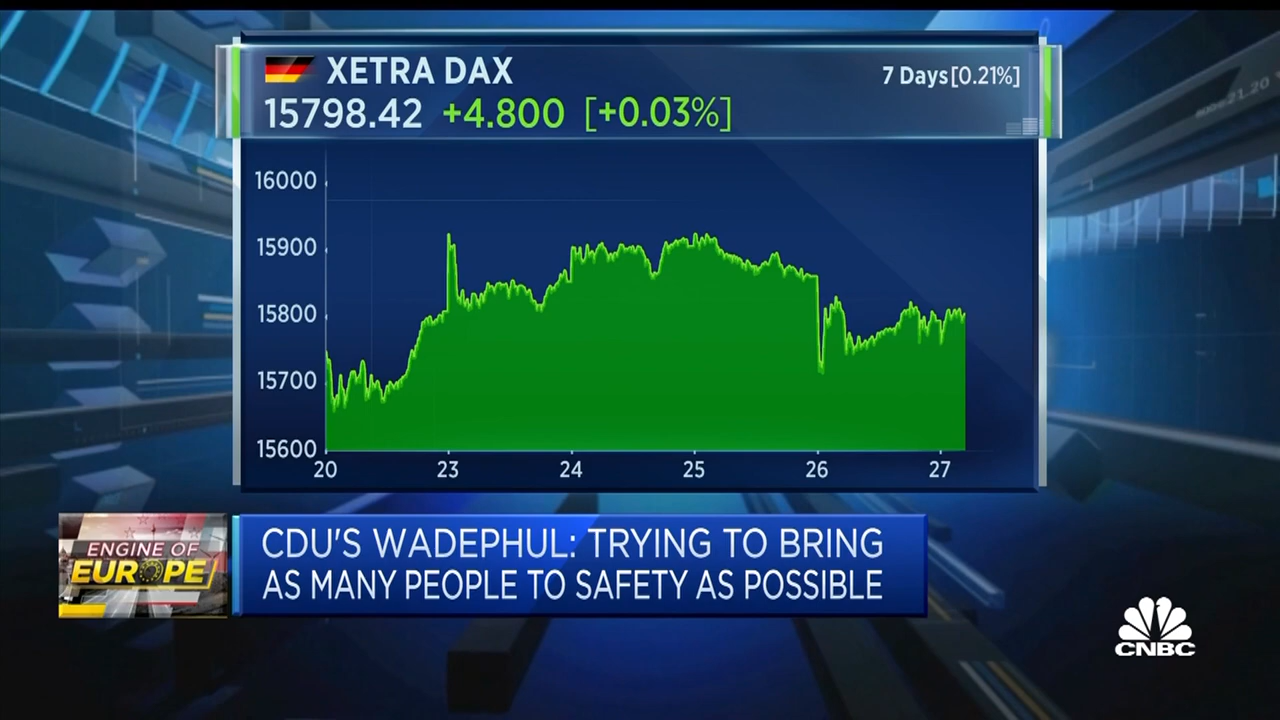 XETRA DAX
7 Days[0.21%]
15798.42 +4.800 [+0.03%]
16000
15900
15800
15700
15600
20 23 24 25 26 27
ENGINE OF
EUROPE
CDU'S WADEPHUL: TRYING TO BRING
AS MANY PEOPLE TO SAFETY AS POSSIBLE
CNBC